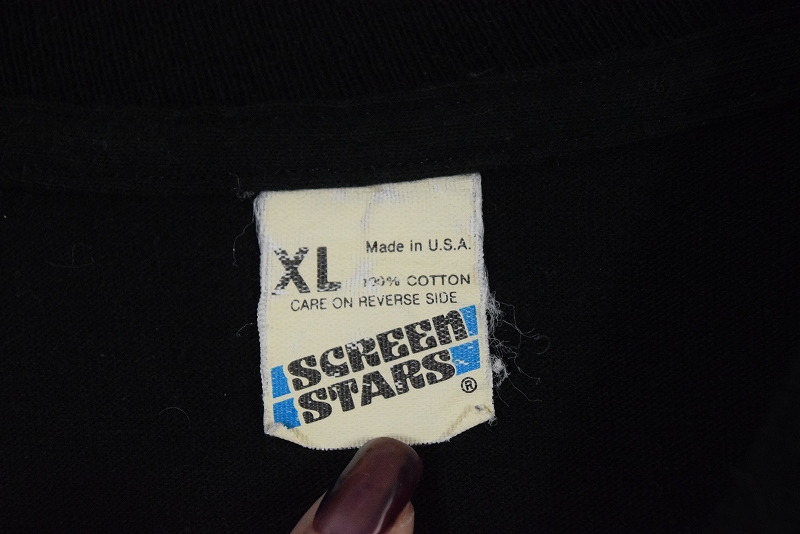 XL
Made in U.S.A.
100% COTTON
CARE ON REVERSE SIDE
SCREEN
STARS®